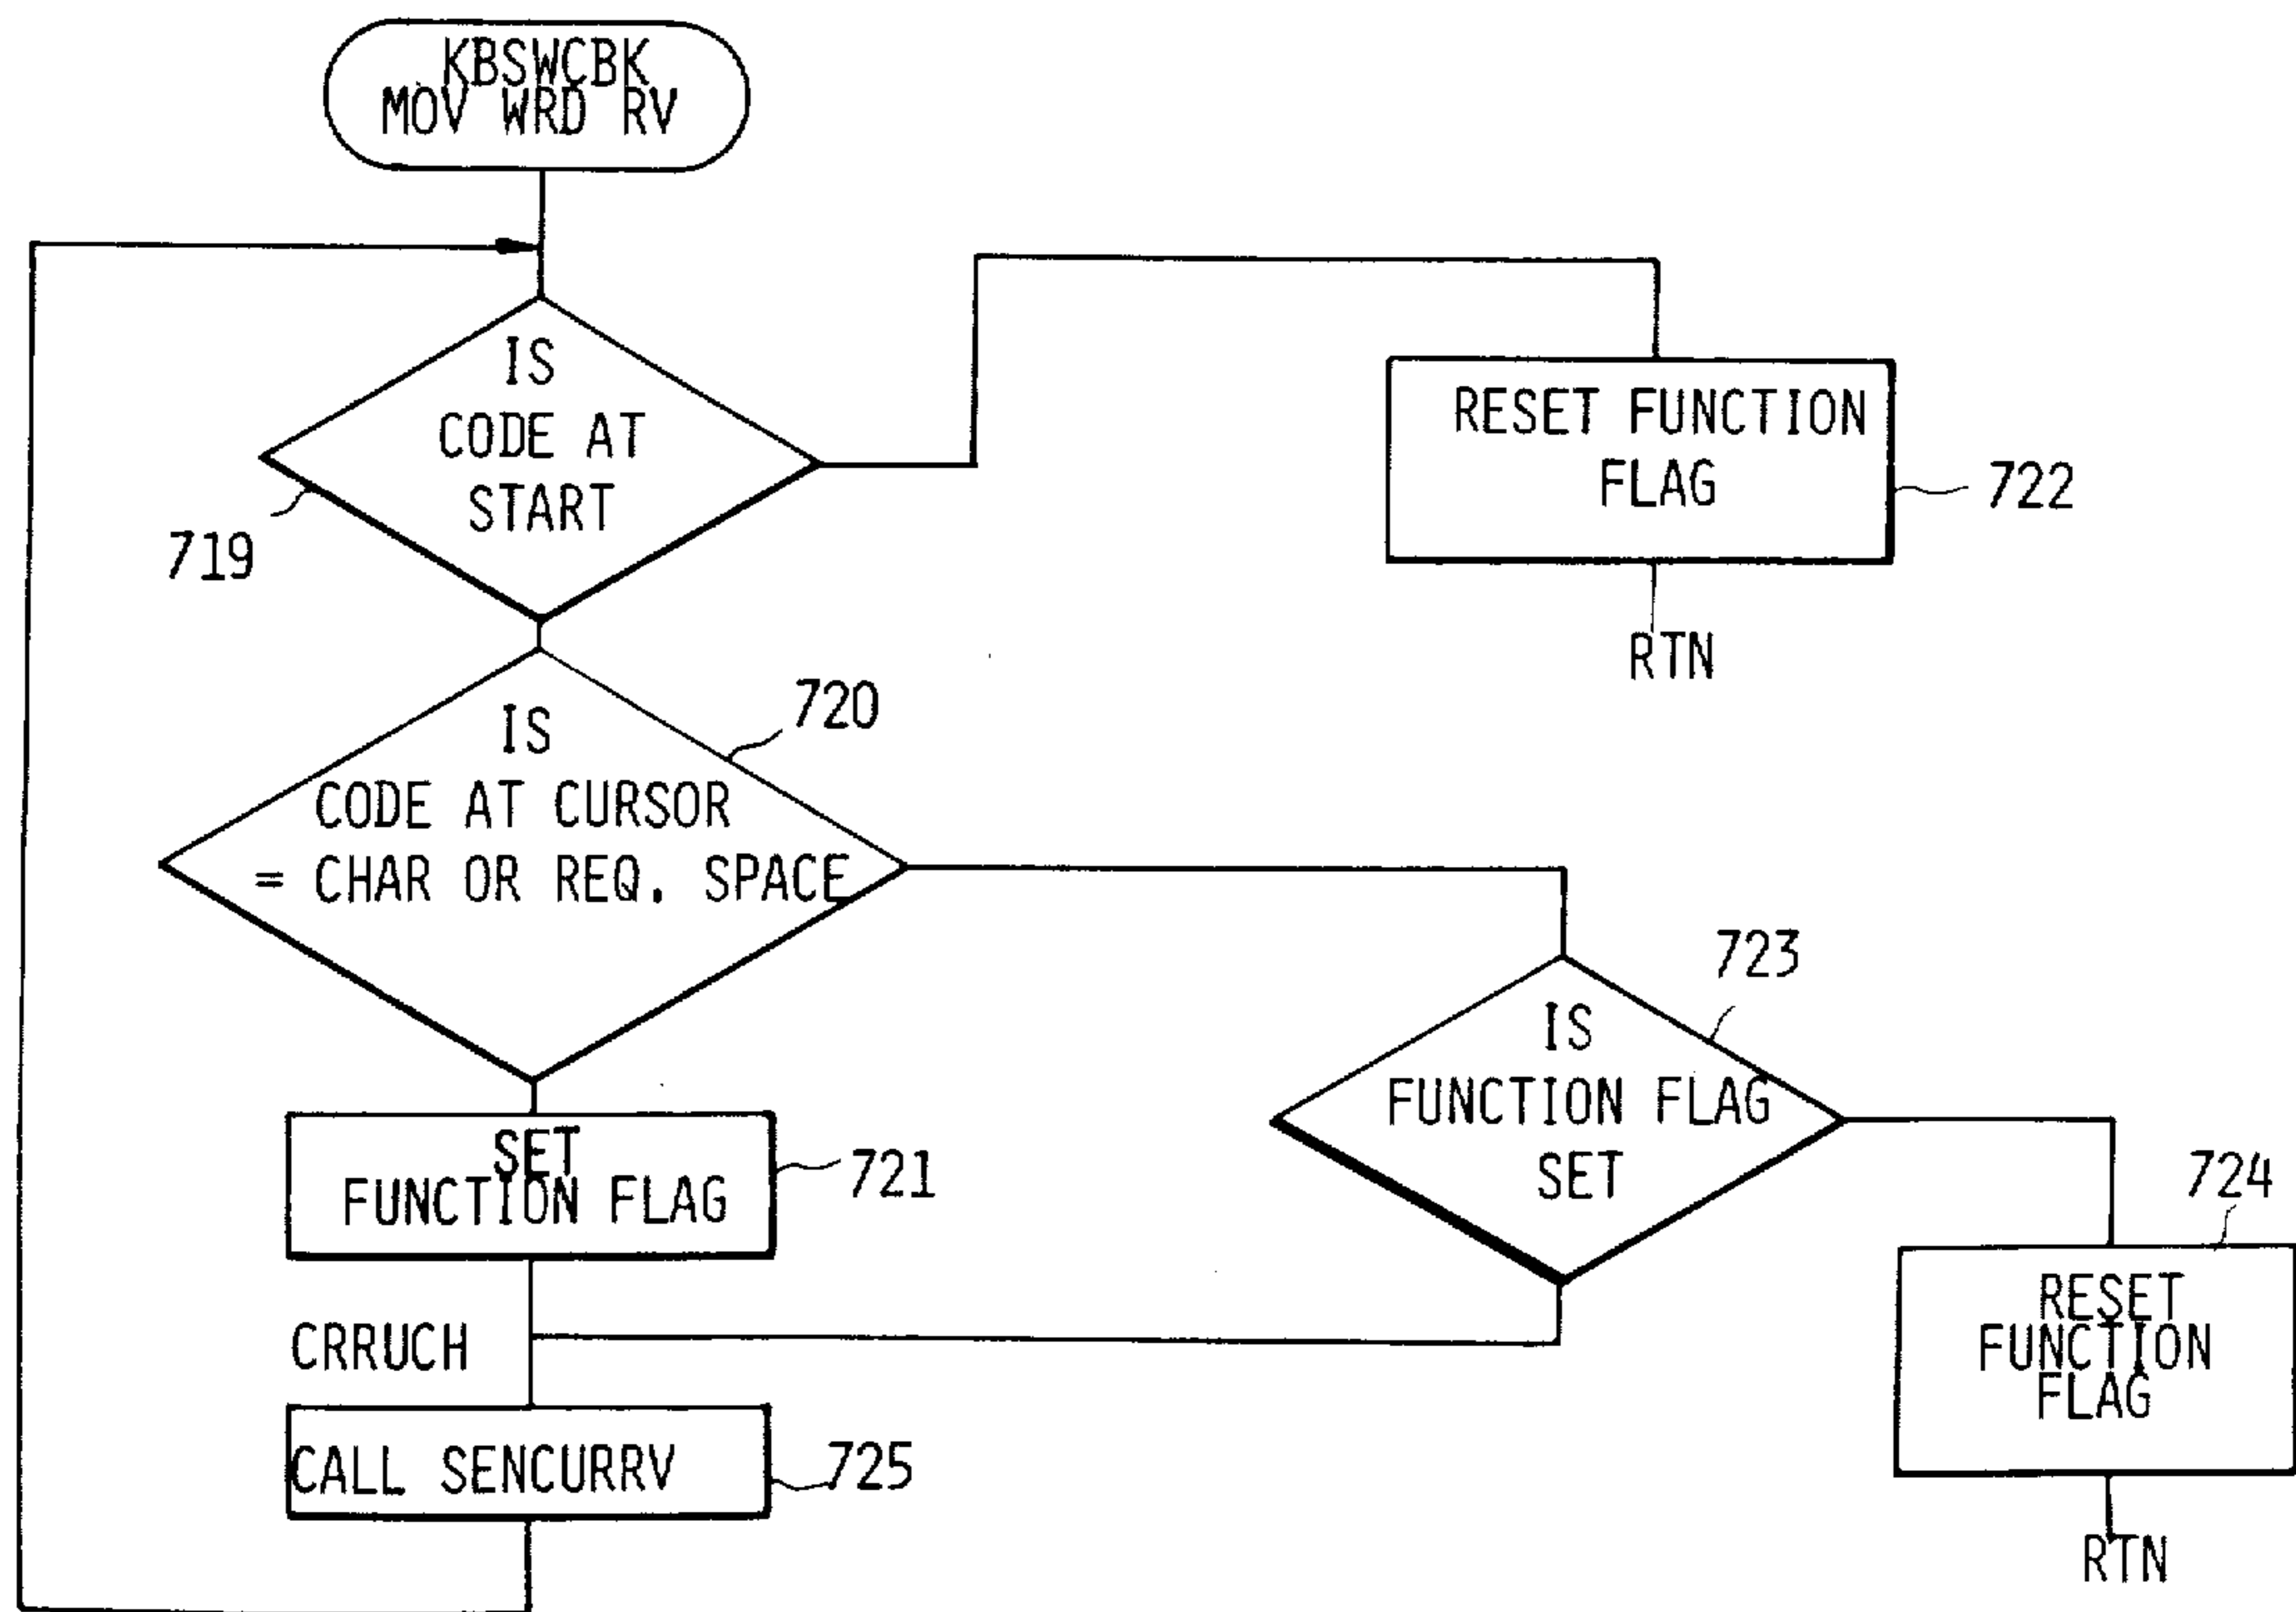 KBSWCBK
MOV WRD RV
IS
CODE AT
START
719
RESET FUNCTION
FLAG
722
RTN
IS
CODE AT CURSOR
= CHAR OR REQ. SPACE
720
IS
FUNCTION FLAG
SET
723
SET
FUNCTION FLAG
721
724
RESET
FUNCTION
FLAG
CRRUCH
CALL SENCURRV
725
RTN